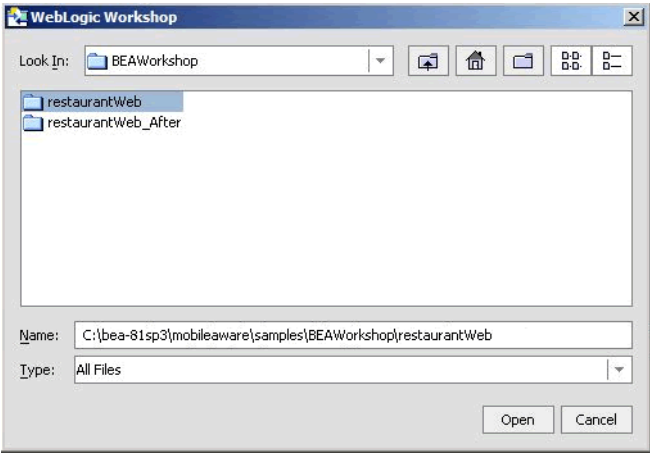 WebLogic Workshop
Look In: BEAWorkshop
restaurantWeb
restaurantWeb_After
Name: C:\bea-81sp3\mobileaware\samples\BEAWorkshop\restaurantWeb
Type: All Files
Open Cancel